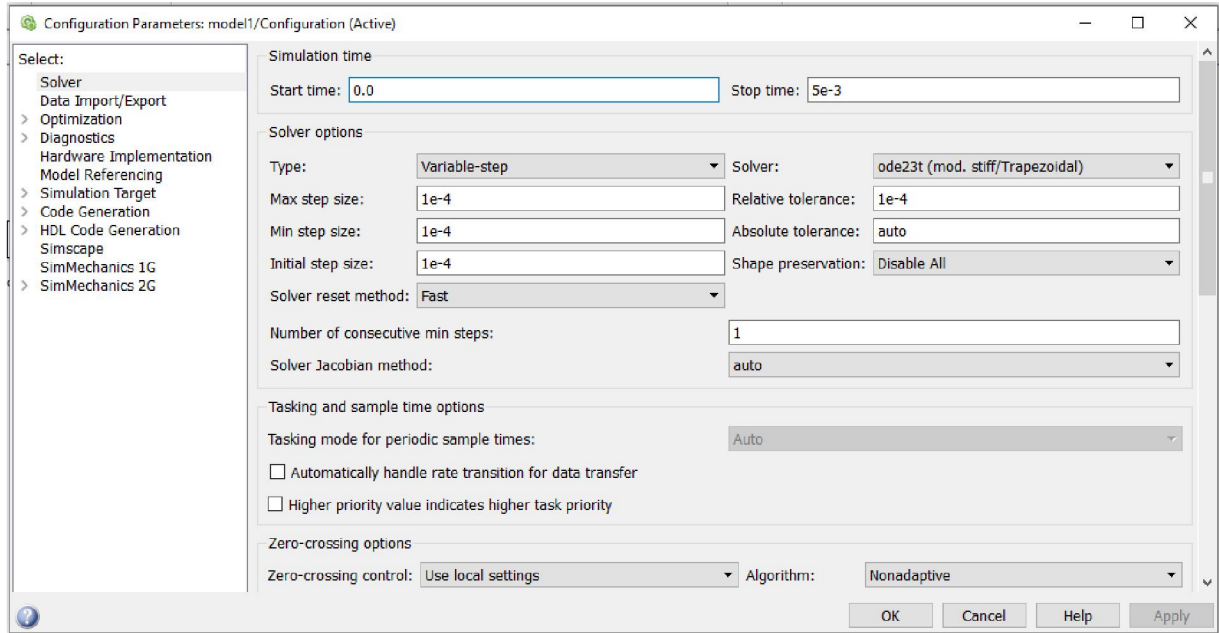 Configuration Parameters: model1/Configuration (Active)
Select:
Solver
Data Import/Export
Optimization
Diagnostics
Hardware Implementation
Model Referencing
Simulation Target
Code Generation
HDL Code Generation
Simscape
SimMechanics 1G
SimMechanics 2G
Simulation time
Start time: 0.0 Stop time: 5e-3
Solver options
Type: Variable-step Solver: ode23t (mod. stiff/Trapezoidal)
Max step size: 1e-4 Relative tolerance: 1e-4
Min step size: 1e-4 Absolute tolerance: auto
Initial step size: 1e-4 Shape preservation: Disable All
Solver reset method: Fast
Number of consecutive min steps: 1
Solver Jacobian method: auto
Tasking and sample time options
Tasking mode for periodic sample times: Auto
Automatically handle rate transition for data transfer
Higher priority value indicates higher task priority
Zero-crossing options
Zero-crossing control: Use local settings Algorithm: Nonadaptive
OK Cancel Help Apply